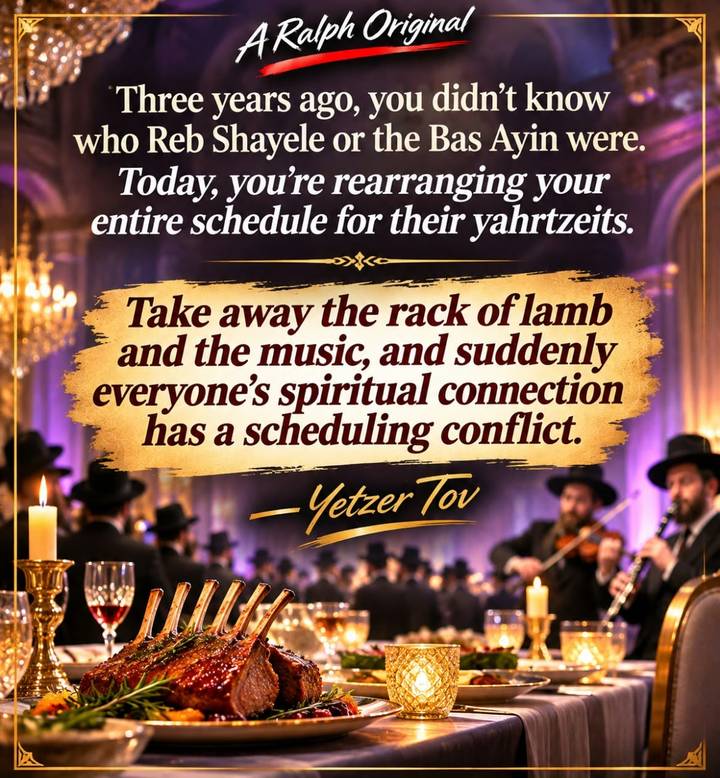 A Ralph Original
Three years ago, you didn't know
who Reb Shayele or the Bas Ayin were.
Today, you're rearranging your
entire schedule for their yahrtzeits.
Take away the rack of lamb
and the music, and suddenly
everyone's spiritual connection
has a scheduling conflict.
— Yetzer Tov